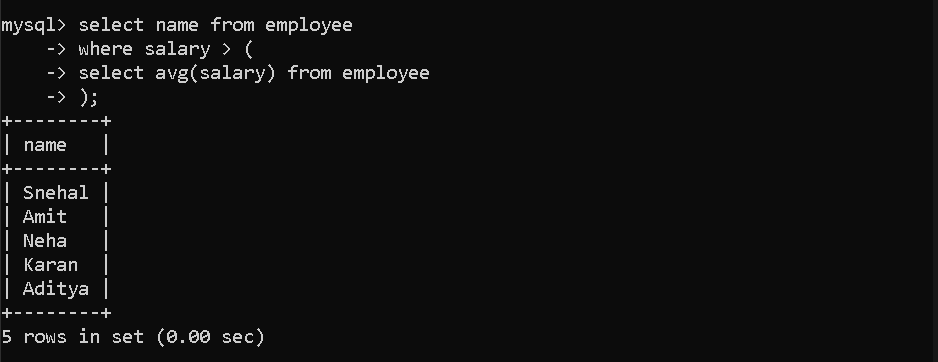 mysql> select name from employee
    -> where salary > (
    -> select avg(salary) from employee
    -> );
+--------+
| name   |
+--------+
| Snehal |
| Amit   |
| Neha   |
| Karan  |
| Aditya |
+--------+
5 rows in set (0.00 sec)